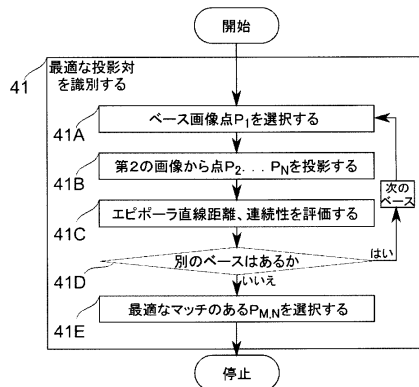 開始
41
最適な投影対
を識別する
41A
ベース画像点P₁を選択する
41B
第2の画像から点P₂...P_Nを投影する
次の
ベース
41C
エピポーラ直線距離、連続性を評価する
41D
別のベースはあるか
はい
いいえ
41E
最適なマッチのあるP_M,Nを選択する
停止